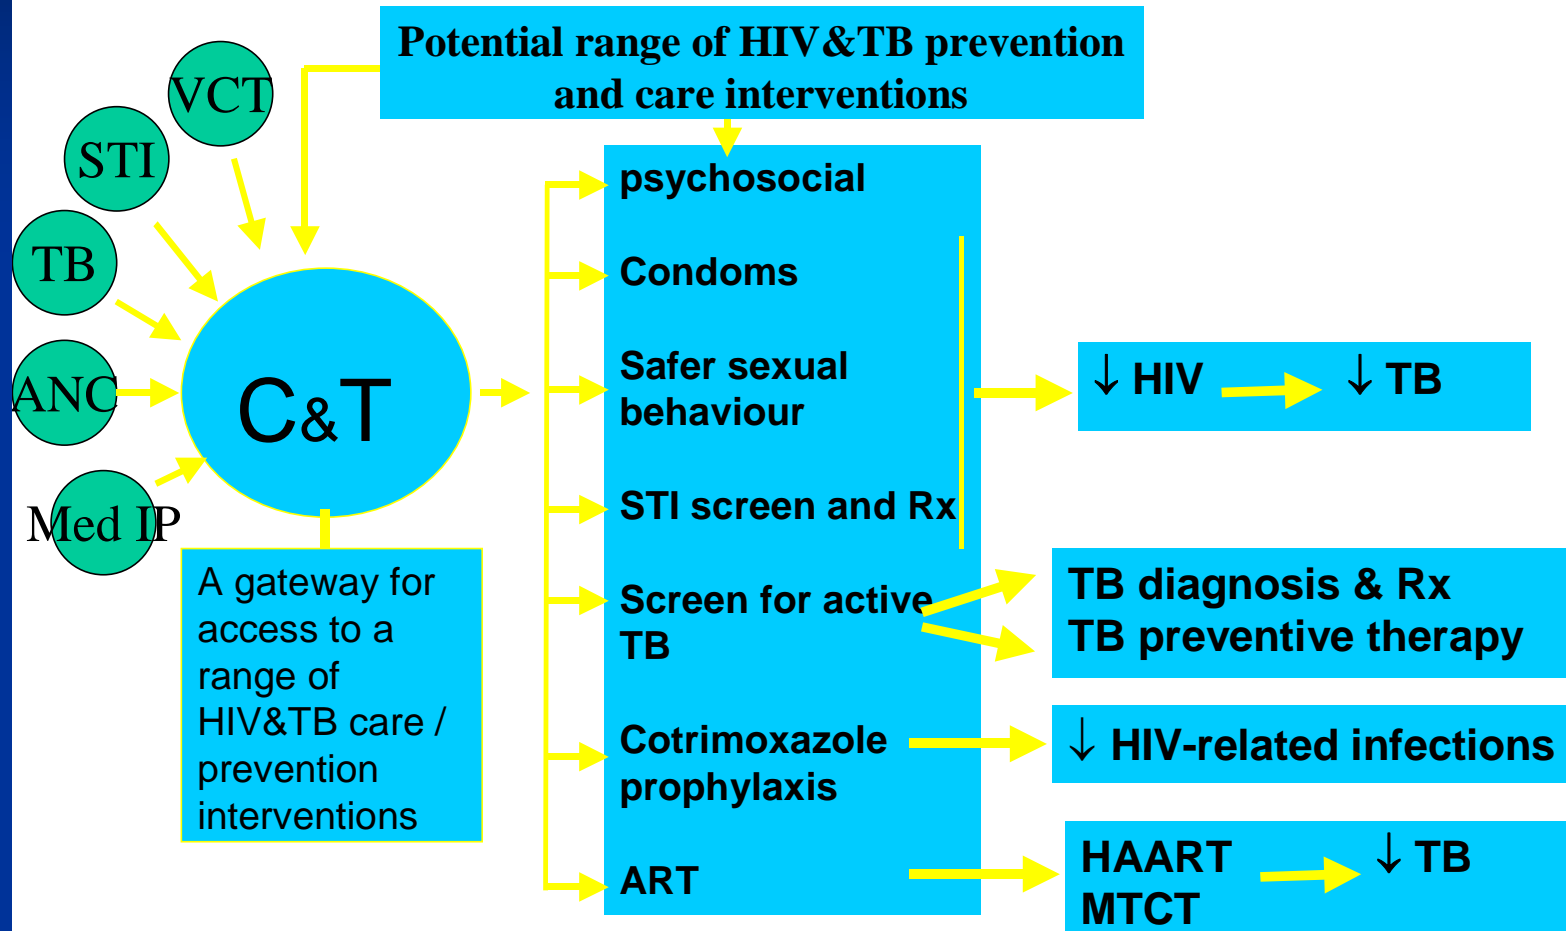 Potential range of HIV&TB prevention
and care interventions
VCT
STI
TB
ANC
Med IP
C&T
A gateway for
access to a
range of
HIV&TB care /
prevention
interventions
psychosocial
Condoms
Safer sexual
behaviour
STI screen and Rx
Screen for active
TB
Cotrimoxazole
prophylaxis
ART
↓ HIV ↓ TB
TB diagnosis & Rx
TB preventive therapy
↓ HIV-related infections
HAART ↓ TB
MTCT